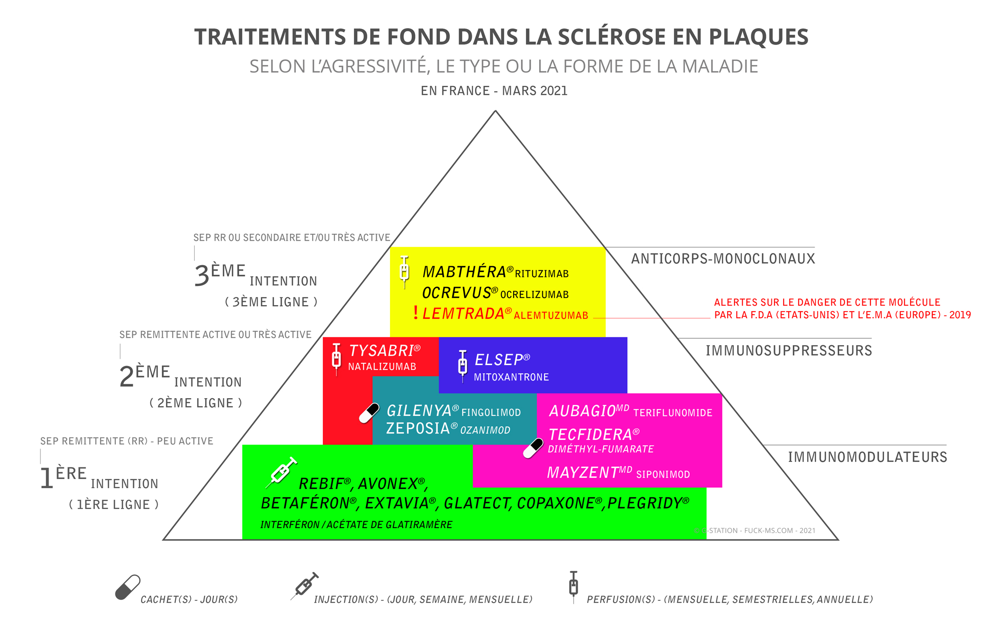 TRAITEMENTS DE FOND DANS LA SCLÉROSE EN PLAQUES
SELON L'AGRESSIVITÉ, LE TYPE OU LA FORME DE LA MALADIE
EN FRANCE - MARS 2021
SEP RR OU SECONDAIRE ET/OU TRÈS ACTIVE
3ÈME INTENTION
( 3ÈME LIGNE )
MABTHÉRA® RITUZIMAB
OCREVUS® OCRELIZUMAB
! LEMTRADA® ALEMTUZUMAB
ANTICORPS-MONOCLONAUX
ALERTES SUR LE DANGER DE CETTE MOLÉCULE
PAR LA F.D.A (ETATS-UNIS) ET L'E.M.A (EUROPE) - 2019
SEP REMITTENTE ACTIVE OU TRÈS ACTIVE
2ÈME INTENTION
( 2ÈME LIGNE )
TYSABRI®
NATALIZUMAB
ELSEP®
MITOXANTRONE
IMMUNOSUPPRESSEURS
GILENYA® FINGOLIMOD
ZEPOSIA® OZANIMOD
AUBAGIOMD TERIFLUNOMIDE
TECFIDERA®
DIMÉTHYL-FUMARATE
MAYZENTMD SIPONIMOD
SEP REMITTENTE (RR) - PEU ACTIVE
1ÈRE INTENTION
( 1ÈRE LIGNE )
REBIF®, AVONEX®,
BETAFÉRON®, EXTAVIA®, GLATECT, COPAXONE®,PLEGRIDY®
INTERFÉRON / ACÉTATE DE GLATIRAMÈRE
IMMUNOMODULATEURS
-STATION - FUCK-MS.COM - 2021
CACHET(S) - JOUR(S)
INJECTION(S) - (JOUR, SEMAINE, MENSUELLE)
PERFUSION(S) - (MENSUELLE, SEMESTRIELLES, ANNUELLE)